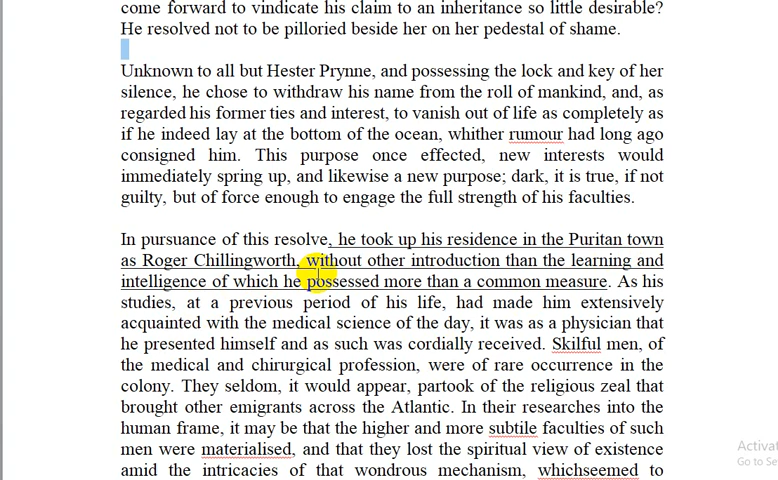 come forward to vindicate his claim to an inheritance so little desirable?
He resolved not to be pilloried beside her on her pedestal of shame.
Unknown to all but Hester Prynne, and possessing the lock and key of her
silence, he chose to withdraw his name from the roll of mankind, and, as
regarded his former ties and interest, to vanish out of life as completely as
if he indeed lay at the bottom of the ocean, whither rumour had long ago
consigned him. This purpose once effected, new interests would
immediately spring up, and likewise a new purpose; dark, it is true, if not
guilty, but of force enough to engage the full strength of his faculties.
In pursuance of this resolve, he took up his residence in the Puritan town
as Roger Chillingworth, without other introduction than the learning and
intelligence of which he possessed more than a common measure. As his
studies, at a previous period of his life, had made him extensively
acquainted with the medical science of the day, it was as a physician that
he presented himself and as such was cordially received. Skilful men, of
the medical and chirurgical profession, were of rare occurrence in the
colony. They seldom, it would appear, partook of the religious zeal that
brought other emigrants across the Atlantic. In their researches into the
human frame, it may be that the higher and more subtile faculties of such
men were materialised, and that they lost the spiritual view of existence
amid the intricacies of that wondrous mechanism, whichseemed to
Activat
Go to Se